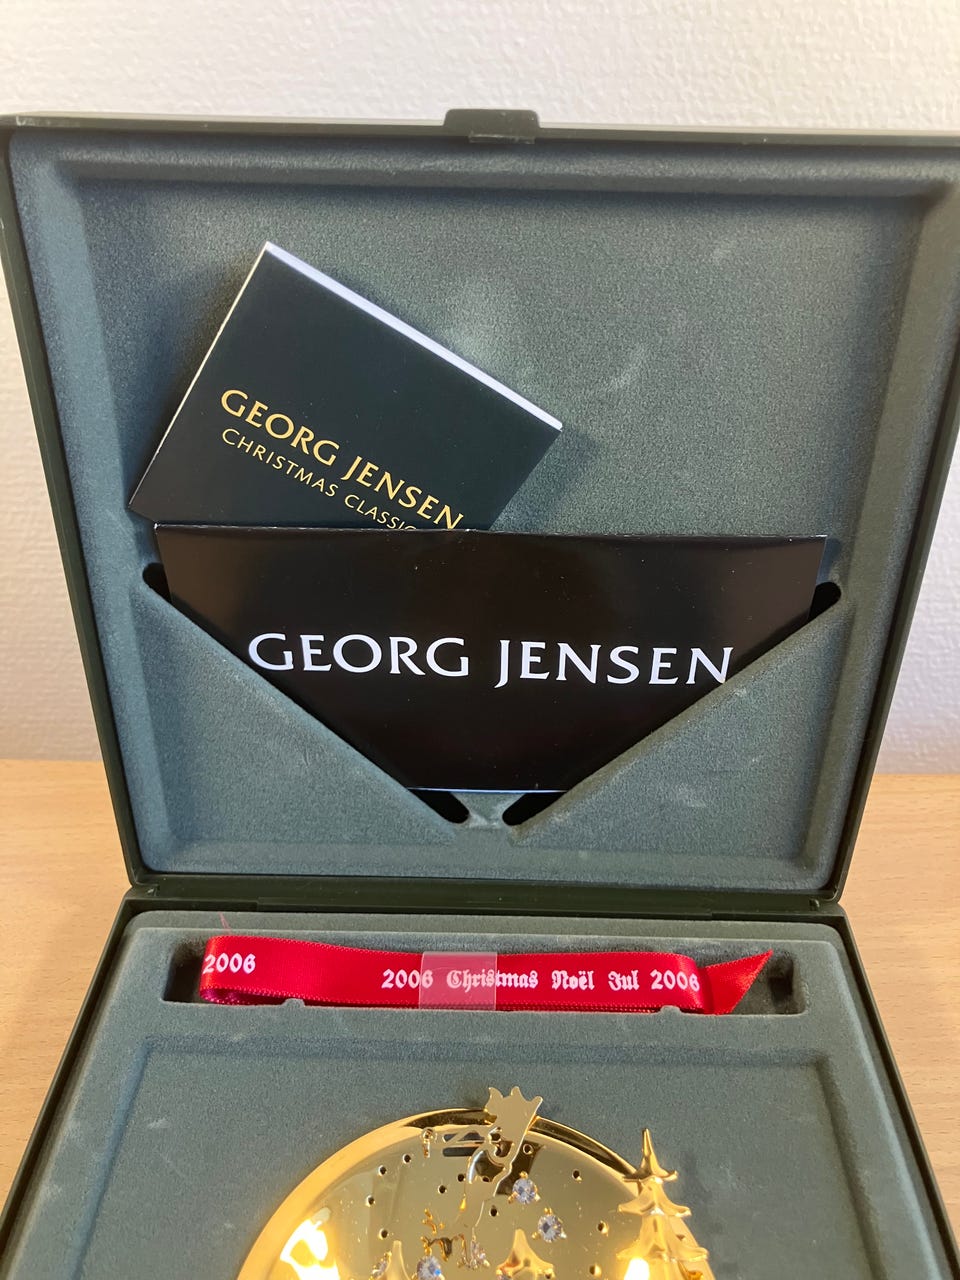 GEORG JENSEN
CHRISTMAS CLASSIC
GEORG JENSEN
2006
2006 Christmas Noël Jul 2006